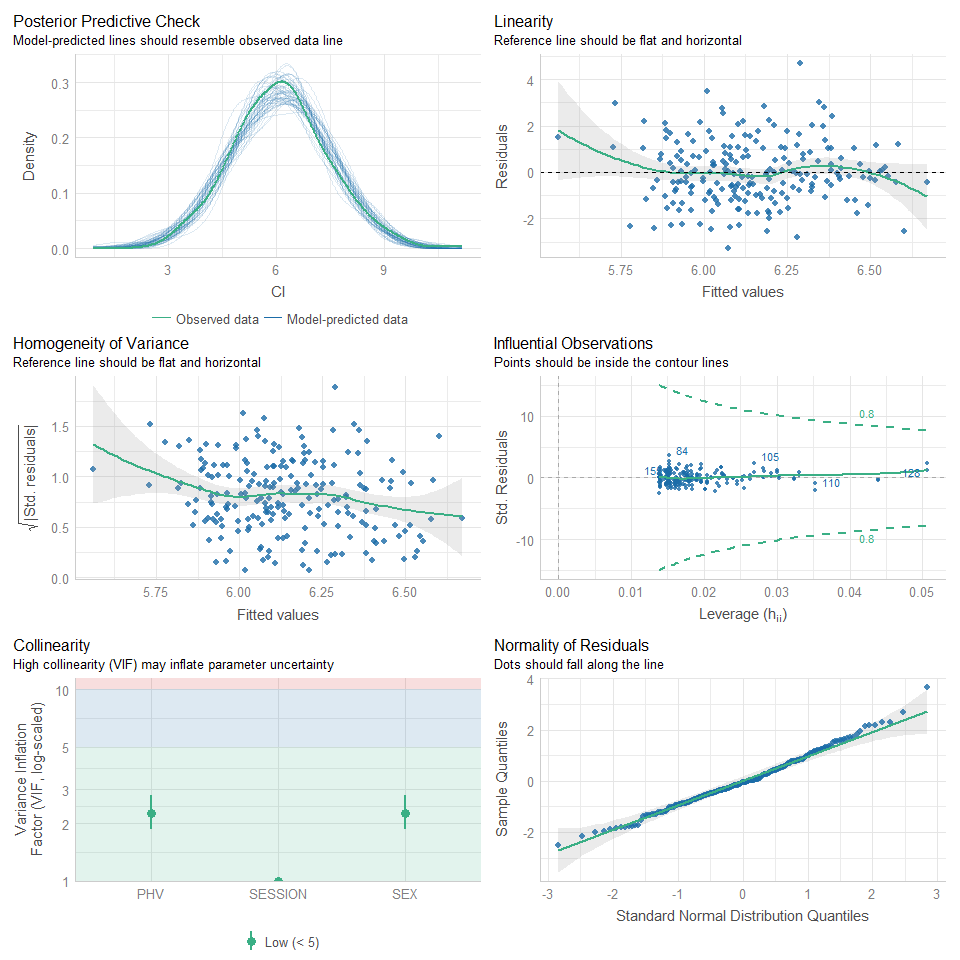 Posterior Predictive Check
Model-predicted lines should resemble observed data line
Density
0.3
0.2
0.1
0.0
3
6
9
CI
Observed data
Model-predicted data
Linearity
Reference line should be flat and horizontal
Residuals
4
2
0
-2
5.75
6.00
6.25
6.50
Fitted values
Homogeneity of Variance
Reference line should be flat and horizontal
√|Std. residuals|
1.5
1.0
0.5
0.0
5.75
6.00
6.25
6.50
Fitted values
Influential Observations
Points should be inside the contour lines
Std. Residuals
10
0
-10
0.8
84
105
110
0.8
0.00
0.01
0.02
0.03
0.04
0.05
Leverage (hii)
Collinearity
High collinearity (VIF) may inflate parameter uncertainty
Variance Inflation
Factor (VIF, log-scaled)
10
5
3
2
1
PHV
SESSION
SEX
Low (< 5)
Normality of Residuals
Dots should fall along the line
Sample Quantiles
4
2
0
-2
-3
-2
-1
0
1
2
3
Standard Normal Distribution Quantiles